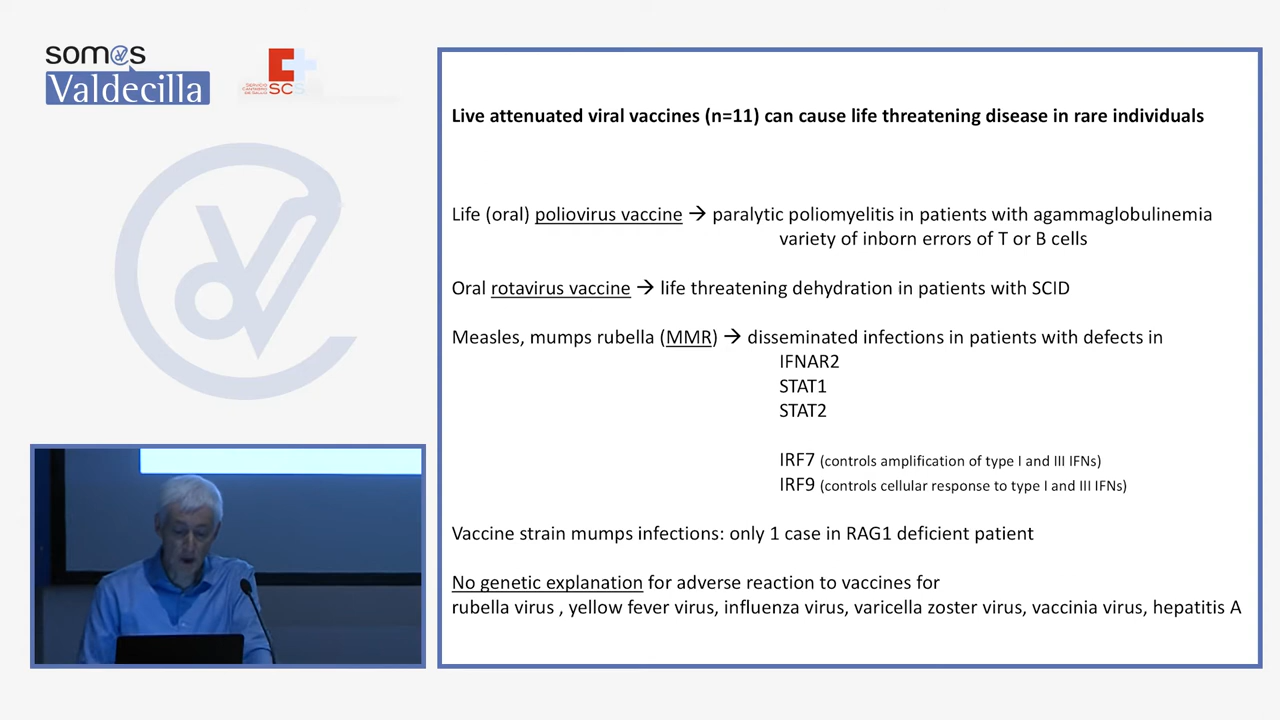 somos
Valdecilla
SERVICIO
CÁNTABRO
DE SALUD
SCS
Live attenuated viral vaccines (n=11) can cause life threatening disease in rare individuals
Life (oral) poliovirus vaccine → paralytic poliomyelitis in patients with agammaglobulinemia
variety of inborn errors of T or B cells
Oral rotavirus vaccine → life threatening dehydration in patients with SCID
Measles, mumps rubella (MMR) → disseminated infections in patients with defects in
IFNAR2
STAT1
STAT2
IRF7 (controls amplification of type I and III IFNs)
IRF9 (controls cellular response to type I and III IFNs)
Vaccine strain mumps infections: only 1 case in RAG1 deficient patient
No genetic explanation for adverse reaction to vaccines for
rubella virus , yellow fever virus, influenza virus, varicella zoster virus, vaccinia virus, hepatitis A